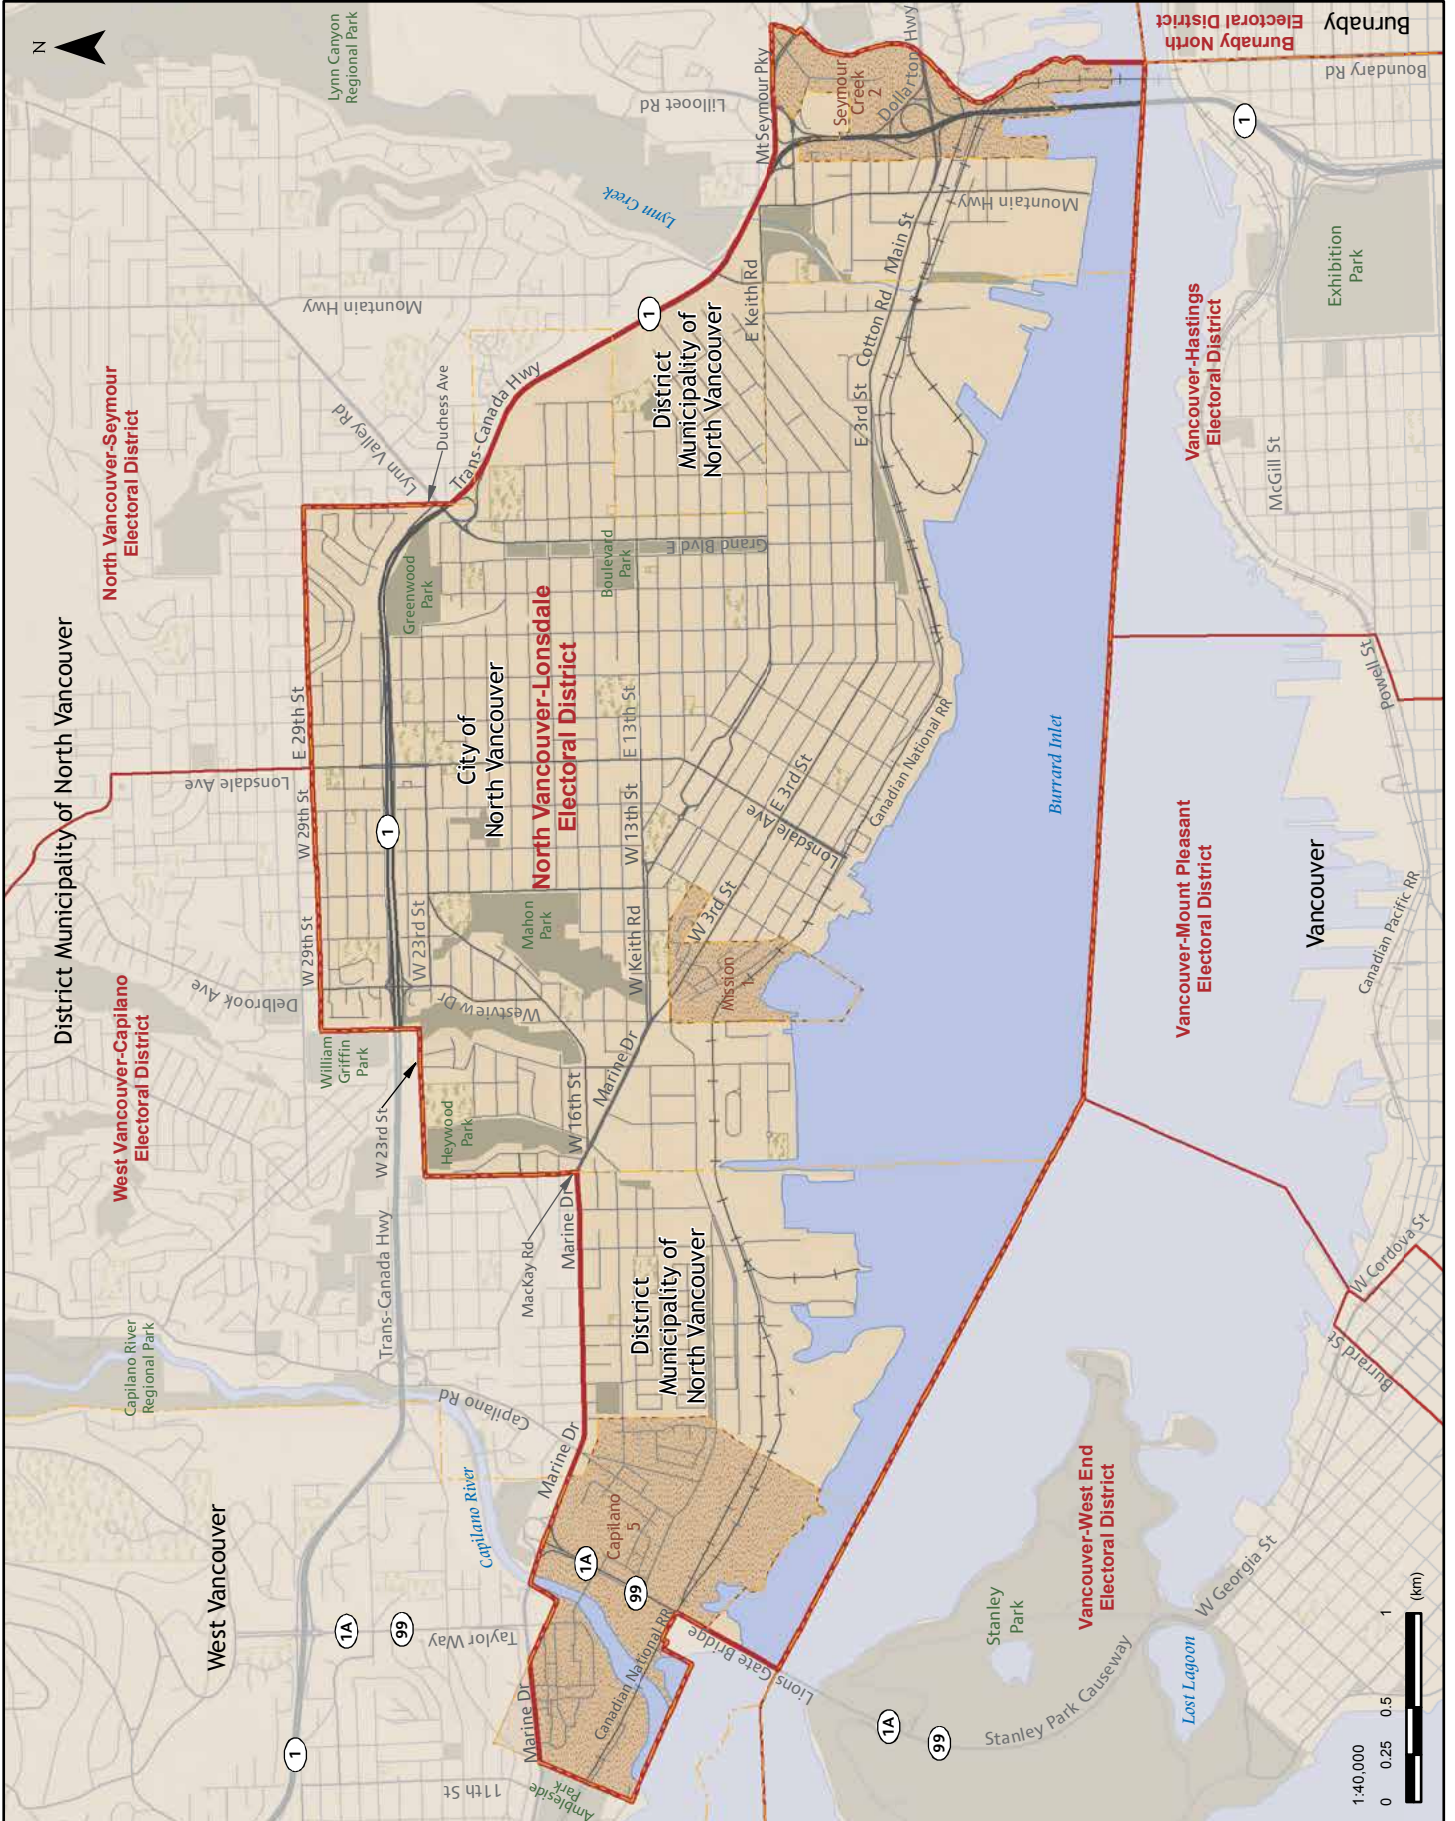 N
District Municipality of North Vancouver
West Vancouver
1
1A
99
Taylor Way
11th St
Ambleside
Park
Marine Dr
Capilano River
Regional Park
Capilano River
Capilano Rd
Trans-Canada Hwy
West Vancouver-Capilano
Electoral District
Delbrook Ave
William
Griffin
Park
W 23rd St
Heywood
Park
MacKay Rd
Marine Dr
Marine Dr
W 29th St
W 29th St
Lonsdale Ave
E 29th St
North Vancouver-Seymour
Electoral District
Lynn Canyon
Regional Park
Lillooet Rd
Lynn Creek
Mountain Hwy
Lynn Valley Rd
Duchess Ave
Trans-Canada Hwy
1
1
Greenwood
Park
City of
North Vancouver
North Vancouver-Lonsdale
Electoral District
W 23rd St
Westview Dr
Mahon
Park
Boulevard
Park
Grand Blvd E
W 16th St
Marine Dr
W Keith Rd
W 13th St
E 13th St
W 3rd St
E 3rd St
Lonsdale Ave
Canadian National RR
Mission
1
District
Municipality of
North Vancouver
E Keith Rd
E 3rd St
Cotton Rd
Main St
Mountain Hwy
Mt Seymour Pky
Seymour
Creek
2
Dollarton Hwy
District
Municipality of
North Vancouver
Capilano
5
1A
99
Canadian National RR
Lions Gate Bridge
Burrard Inlet
Burnaby North
Electoral District
Burnaby
Boundary Rd
1
Exhibition
Park
Vancouver-Hastings
Electoral District
McGill St
Powell St
Vancouver-Mount Pleasant
Electoral District
Vancouver
Canadian Pacific RR
W Cordova St
Burrard St
Vancouver-West End
Electoral District
Stanley
Park
W Georgia St
Stanley Park Causeway
Lost Lagoon
1A
99
1:40,000
0 0.25 0.5 1
(km)